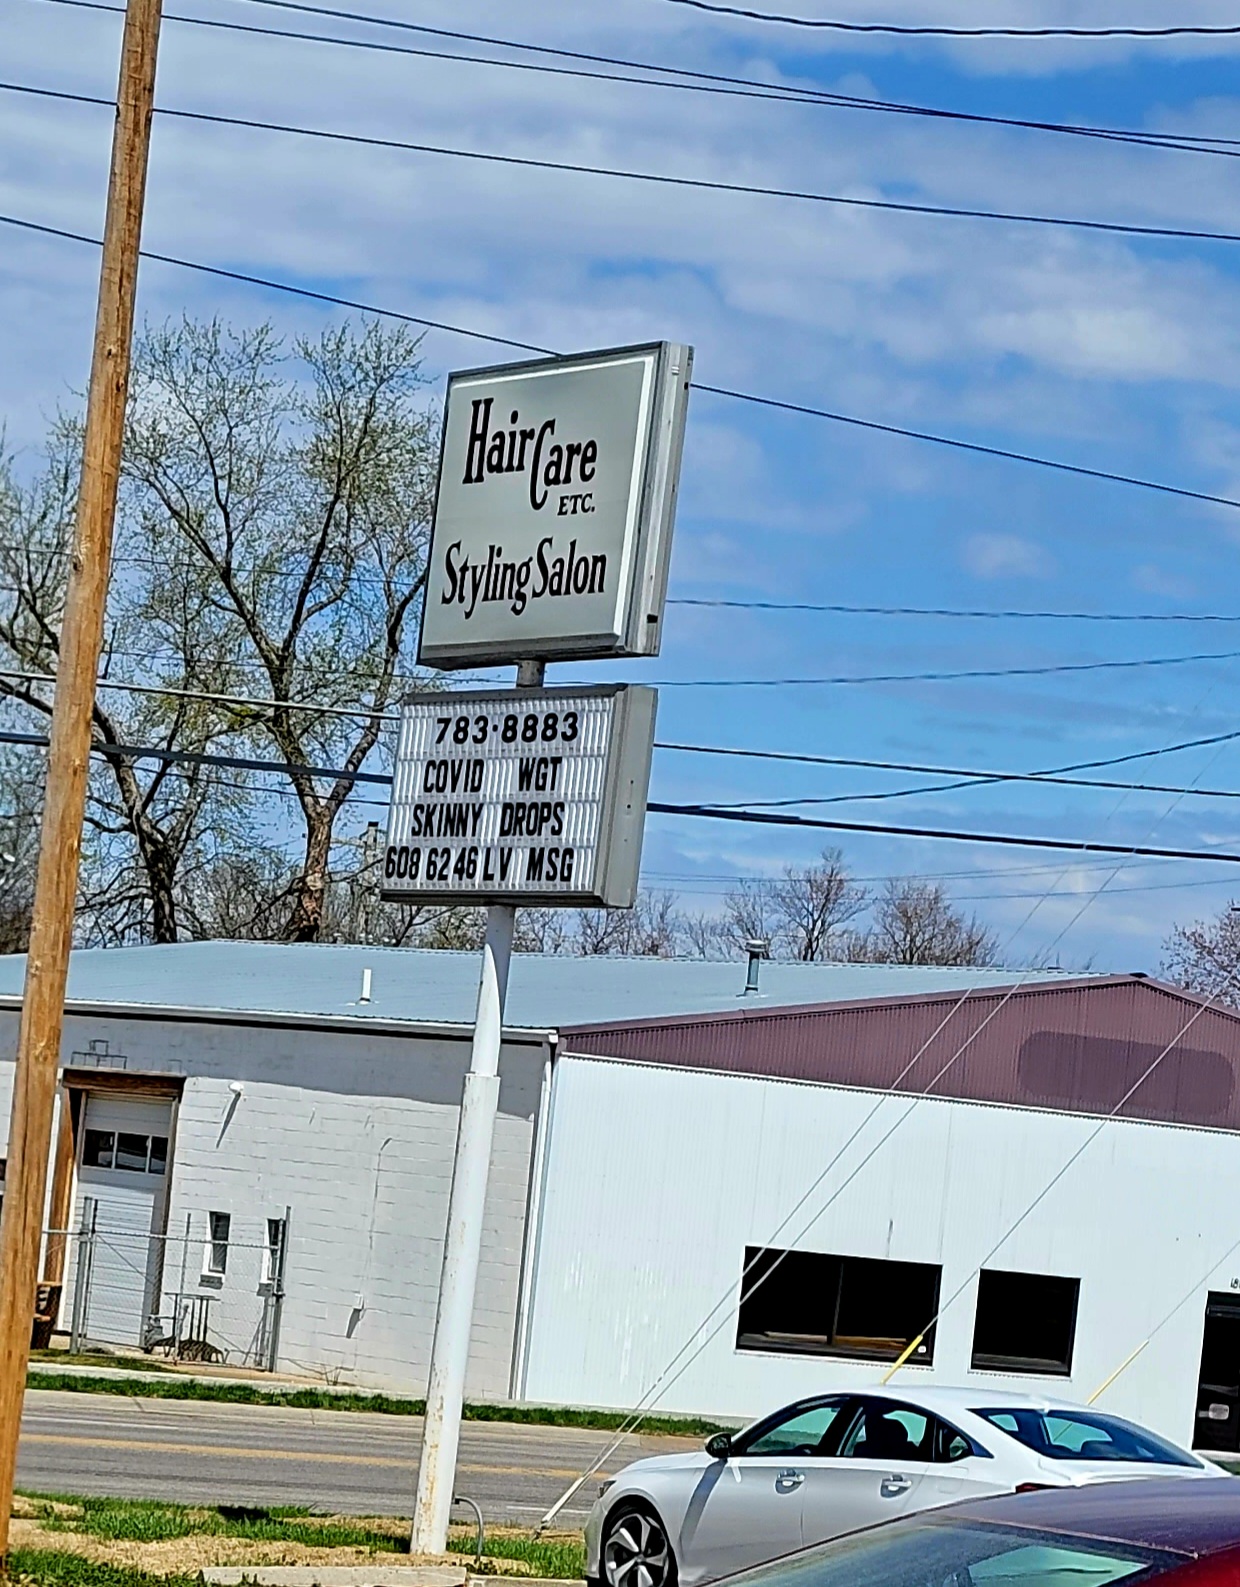 Hair Care
ETC.
Styling Salon
783·8883
COVID WGT
SKINNY DROPS
608 6246 LV MSG